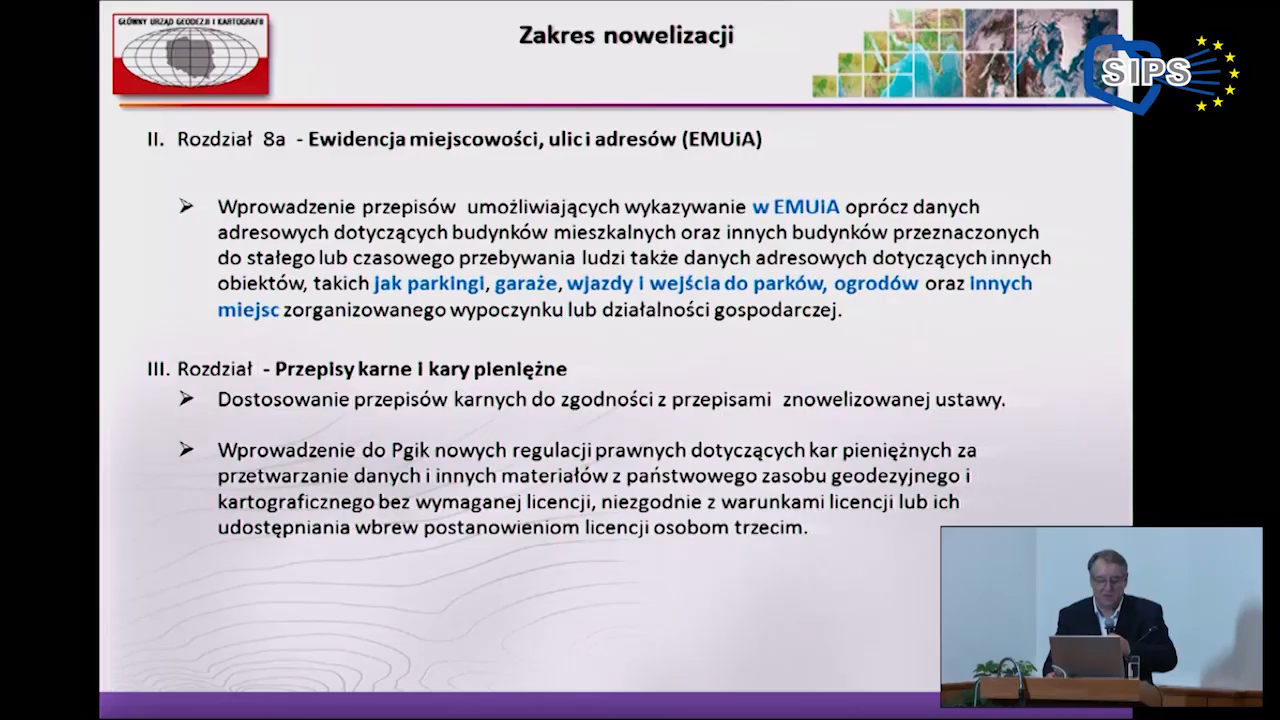 GŁÓWNY URZĄD GEODEZJI I KARTOGRAFII
Zakres nowelizacji
SIPS
II. Rozdział 8a - Ewidencja miejscowości, ulic i adresów (EMUiA)
➢ Wprowadzenie przepisów umożliwiających wykazywanie w EMUiA oprócz danych
adresowych dotyczących budynków mieszkalnych oraz innych budynków przeznaczonych
do stałego lub czasowego przebywania ludzi także danych adresowych dotyczących innych
obiektów, takich jak parkingi, garaże, wjazdy i wejścia do parków, ogrodów oraz innych
miejsc zorganizowanego wypoczynku lub działalności gospodarczej.
III. Rozdział - Przepisy karne i kary pieniężne
➢ Dostosowanie przepisów karnych do zgodności z przepisami znowelizowanej ustawy.
➢ Wprowadzenie do Pgik nowych regulacji prawnych dotyczących kar pieniężnych za
przetwarzanie danych i innych materiałów z państwowego zasobu geodezyjnego i
kartograficznego bez wymaganej licencji, niezgodnie z warunkami licencji lub ich
udostępniania wbrew postanowieniom licencji osobom trzecim.